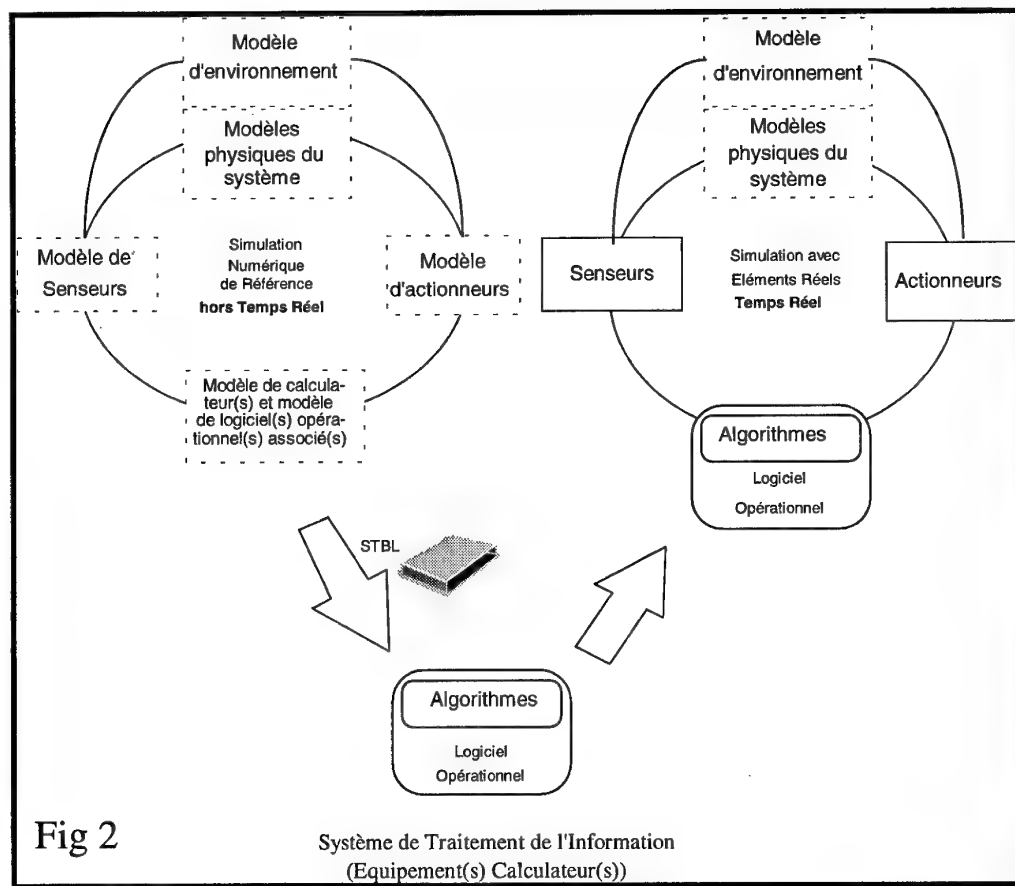 Modèle
d'environnement
Modèles
physiques du
système
Modèle de
Senseurs
Simulation
Numérique
de Référence
hors Temps Réel
Modèle
d'actionneurs
Modèle de calcula-
teur(s) et modèle
de logiciel(s) opéra-
tionnel(s) associé(s)
Modèle
d'environnement
Modèles
physiques du
système
Senseurs
Simulation avec
Eléments Réels
Temps Réel
Actionneurs
Algorithmes
Logiciel
Opérationnel
STBL
Algorithmes
Logiciel
Opérationnel
Fig 2
Système de Traitement de l'Information
(Equipement(s) Calculateur(s))